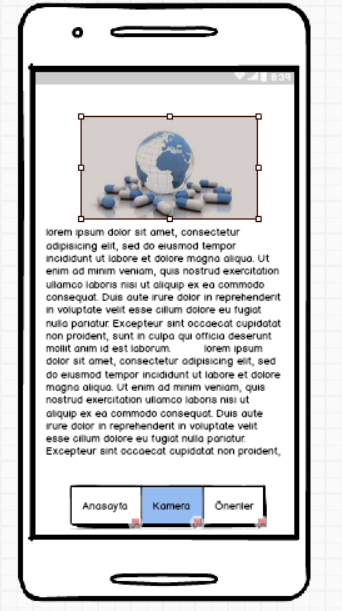 8:39
lorem ipsum dolor sit amet, consectetur
adipisicing elit, sed do eiusmod tempor
incididunt ut labore et dolore magna aliqua. Ut
enim ad minim veniam, quis nostrud exercitation
ullamco laboris nisi ut aliquip ex ea commodo
consequat. Duis aute irure dolor in reprehenderit
in voluptate velit esse cillum dolore eu fugiat
nulla pariatur. Excepteur sint occaecat cupidatat
non proident, sunt in culpa qui officia deserunt
mollit anim id est laborum. lorem ipsum
dolor sit amet, consectetur adipisicing elit, sed
do eiusmod tempor incididunt ut labore et dolore
magna aliqua. Ut enim ad minim veniam, quis
nostrud exercitation ullamco laboris nisi ut
aliquip ex ea commodo consequat. Duis aute
irure dolor in reprehenderit in voluptate velit
esse cillum dolore eu fugiat nulla pariatur.
Excepteur sint occaecat cupidatat non proident,
Anasayfa Kamera Öneriler